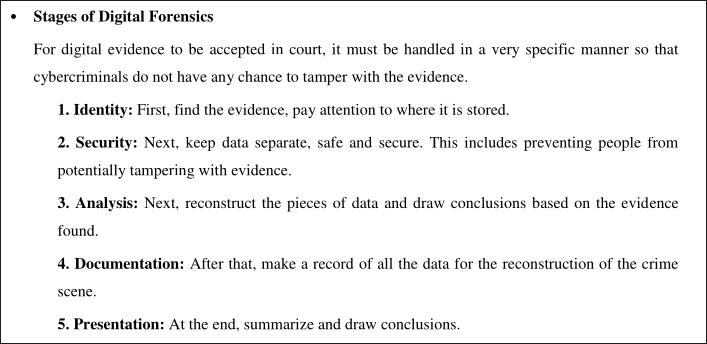 • Stages of Digital Forensics
For digital evidence to be accepted in court, it must be handled in a very specific manner so that
cybercriminals do not have any chance to tamper with the evidence.
1. Identity: First, find the evidence, pay attention to where it is stored.
2. Security: Next, keep data separate, safe and secure. This includes preventing people from
potentially tampering with evidence.
3. Analysis: Next, reconstruct the pieces of data and draw conclusions based on the evidence
found.
4. Documentation: After that, make a record of all the data for the reconstruction of the crime
scene.
5. Presentation: At the end, summarize and draw conclusions.